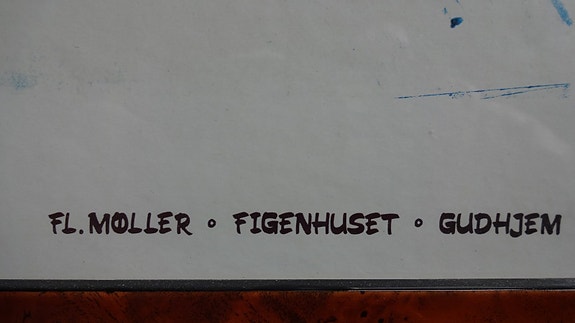 FL. MØLLER ∘ FIGENHUSET ∘ GUDHJEM